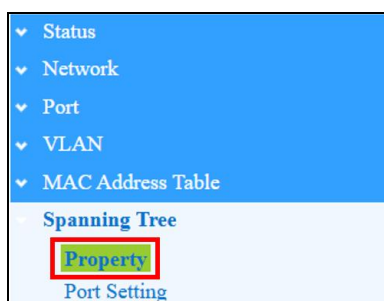 Status
Network
Port
VLAN
MAC Address Table
Spanning Tree
Property
Port Setting